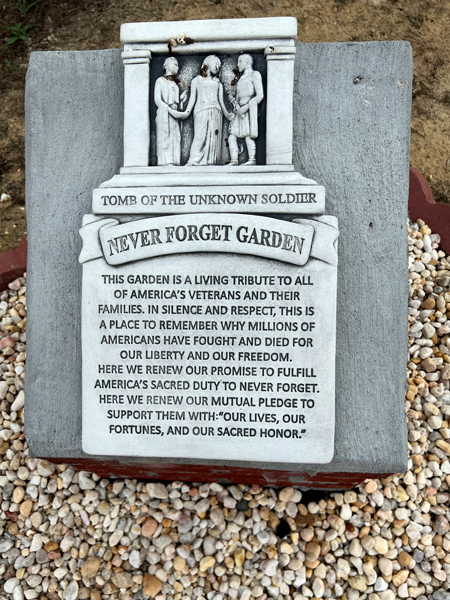 TOMB OF THE UNKNOWN SOLDIER
NEVER FORGET GARDEN
THIS GARDEN IS A LIVING TRIBUTE TO ALL
OF AMERICA'S VETERANS AND THEIR
FAMILIES. IN SILENCE AND RESPECT, THIS IS
A PLACE TO REMEMBER WHY MILLIONS OF
AMERICANS HAVE FOUGHT AND DIED FOR
OUR LIBERTY AND OUR FREEDOM.
HERE WE RENEW OUR PROMISE TO FULFILL
AMERICA'S SACRED DUTY TO NEVER FORGET.
HERE WE RENEW OUR MUTUAL PLEDGE TO
SUPPORT THEM WITH:"OUR LIVES, OUR
FORTUNES, AND OUR SACRED HONOR."